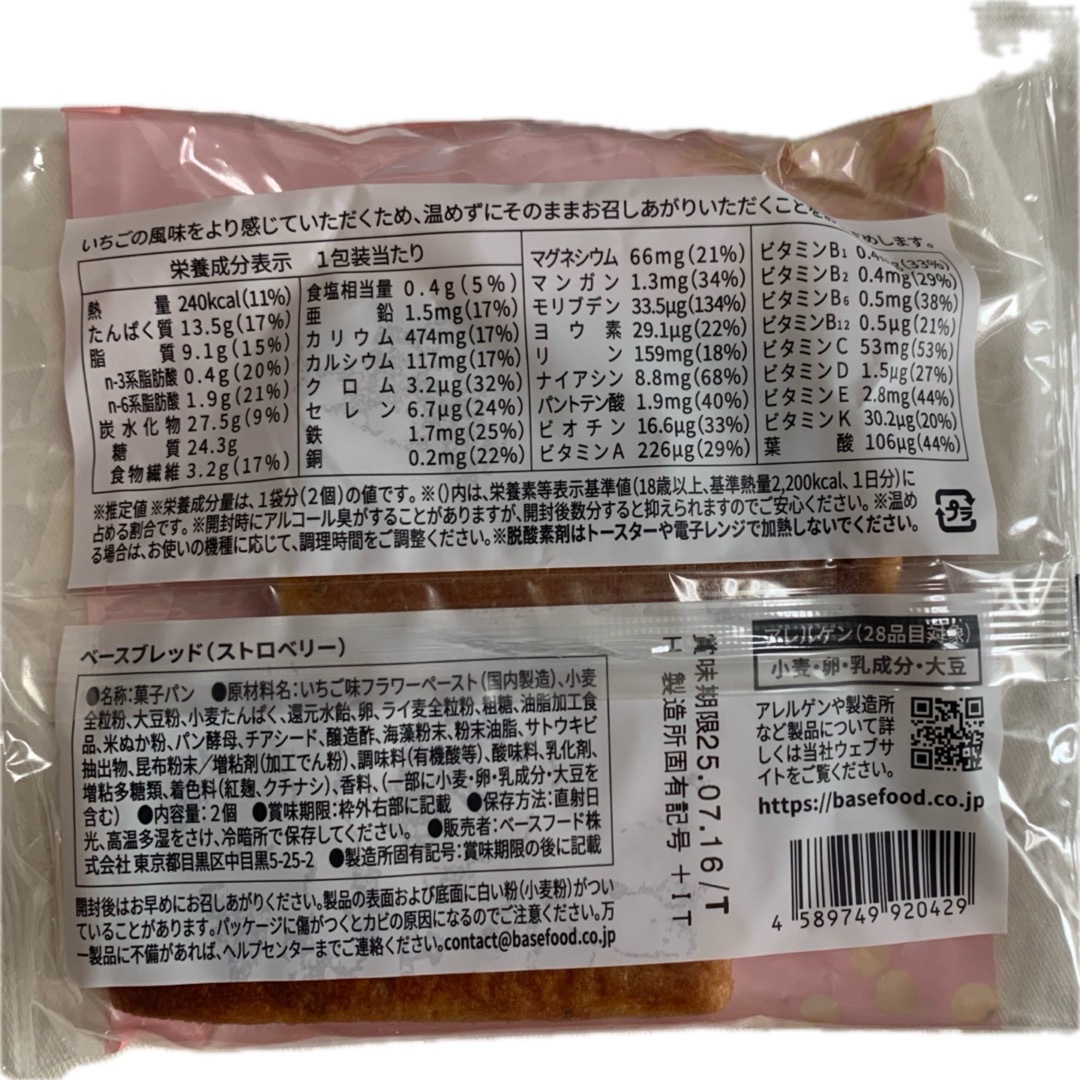 いちごの風味をより感じていただくため、温めずにそのままお召しあがりいただくことを
めします。
栄養成分表示 1包装当たり
熱量 240kcal(11%)
たんぱく質 13.5g(17%)
脂質 9.1g(15%)
n-3系脂肪酸 0.4g(20%)
n-6系脂肪酸 1.9g(21%)
炭水化物 27.5g(9%)
糖質 24.3g
食物繊維 3.2g(17%)
食塩相当量 0.4g(5%)
亜鉛 1.5mg(17%)
カリウム 474mg(17%)
カルシウム 117mg(17%)
クロム 3.2μg(32%)
セレン 6.7μg(24%)
鉄 1.7mg(25%)
銅 0.2mg(22%)
マグネシウム 66mg(21%)
マンガン 1.3mg(34%)
モリブデン 33.5μg(134%)
ヨウ素 29.1μg(22%)
リン 159mg(18%)
ナイアシン 8.8mg(68%)
パントテン酸 1.9mg(40%)
ビオチン 16.6μg(33%)
ビタミンA 226μg(29%)
ビタミンB1 0.4mg(33%)
ビタミンB2 0.4mg(29%)
ビタミンB6 0.5mg(38%)
ビタミンB12 0.5μg(21%)
ビタミンC 53mg(53%)
ビタミンD 1.5μg(27%)
ビタミンE 2.8mg(44%)
ビタミンK 30.2μg(20%)
葉酸 106μg(44%)
※推定値 ※栄養成分量は、1袋分(2個)の値です。※()内は、栄養素等表示基準値(18歳以上、基準熱量2,200kcal、1日分)に
占める割合です。※開封時にアルコール臭がすることがありますが、開封後数分すると抑えられますのでご安心ください。※温め
る場合は、お使いの機種に応じて、調理時間をご調整ください。※脱酸素剤はトースターや電子レンジで加熱しないでください。
プラ
ベースブレッド(ストロベリー)
●名称:菓子パン ●原材料名:いちご味フラワーペースト(国内製造)、小麦
全粒粉、大豆粉、小麦たんぱく、還元水飴、卵、ライ麦全粒粉、粗糖、油脂加工食
品、米ぬか粉、パン酵母、チアシード、醸造酢、海藻粉末、粉末油脂、サトウキビ
抽出物、昆布粉末/増粘剤(加工でん粉)、調味料(有機酸等)、酸味料、乳化剤、
増粘多糖類、着色料(紅麹、クチナシ)、香料、(一部に小麦・卵・乳成分・大豆を
含む) ●内容量:2個 ●賞味期限:枠外右部に記載 ●保存方法:直射日
光、高温多湿をさけ、冷暗所で保存してください。 ●販売者:ベースフード株
式会社 東京都目黒区中目黒5-25-2 ●製造所固有記号:賞味期限の後に記載
開封後はお早めにお召しあがりください。製品の表面および底面に白い粉(小麦粉)がつい
ていることがあります。パッケージに傷がつくとカビの原因になるのでご注意ください。万
一製品に不備があれば、ヘルプセンターまでご連絡ください。contact@basefood.co.jp
賞味期限25.07.16/T
H 製造所固有記号 +IT
アレルゲン(28品目対象)
小麦・卵・乳成分・大豆
アレルゲンや製造所
など製品について詳
しくは当社ウェブサ
イトをご覧ください。
https://basefood.co.jp
4 589749 920429